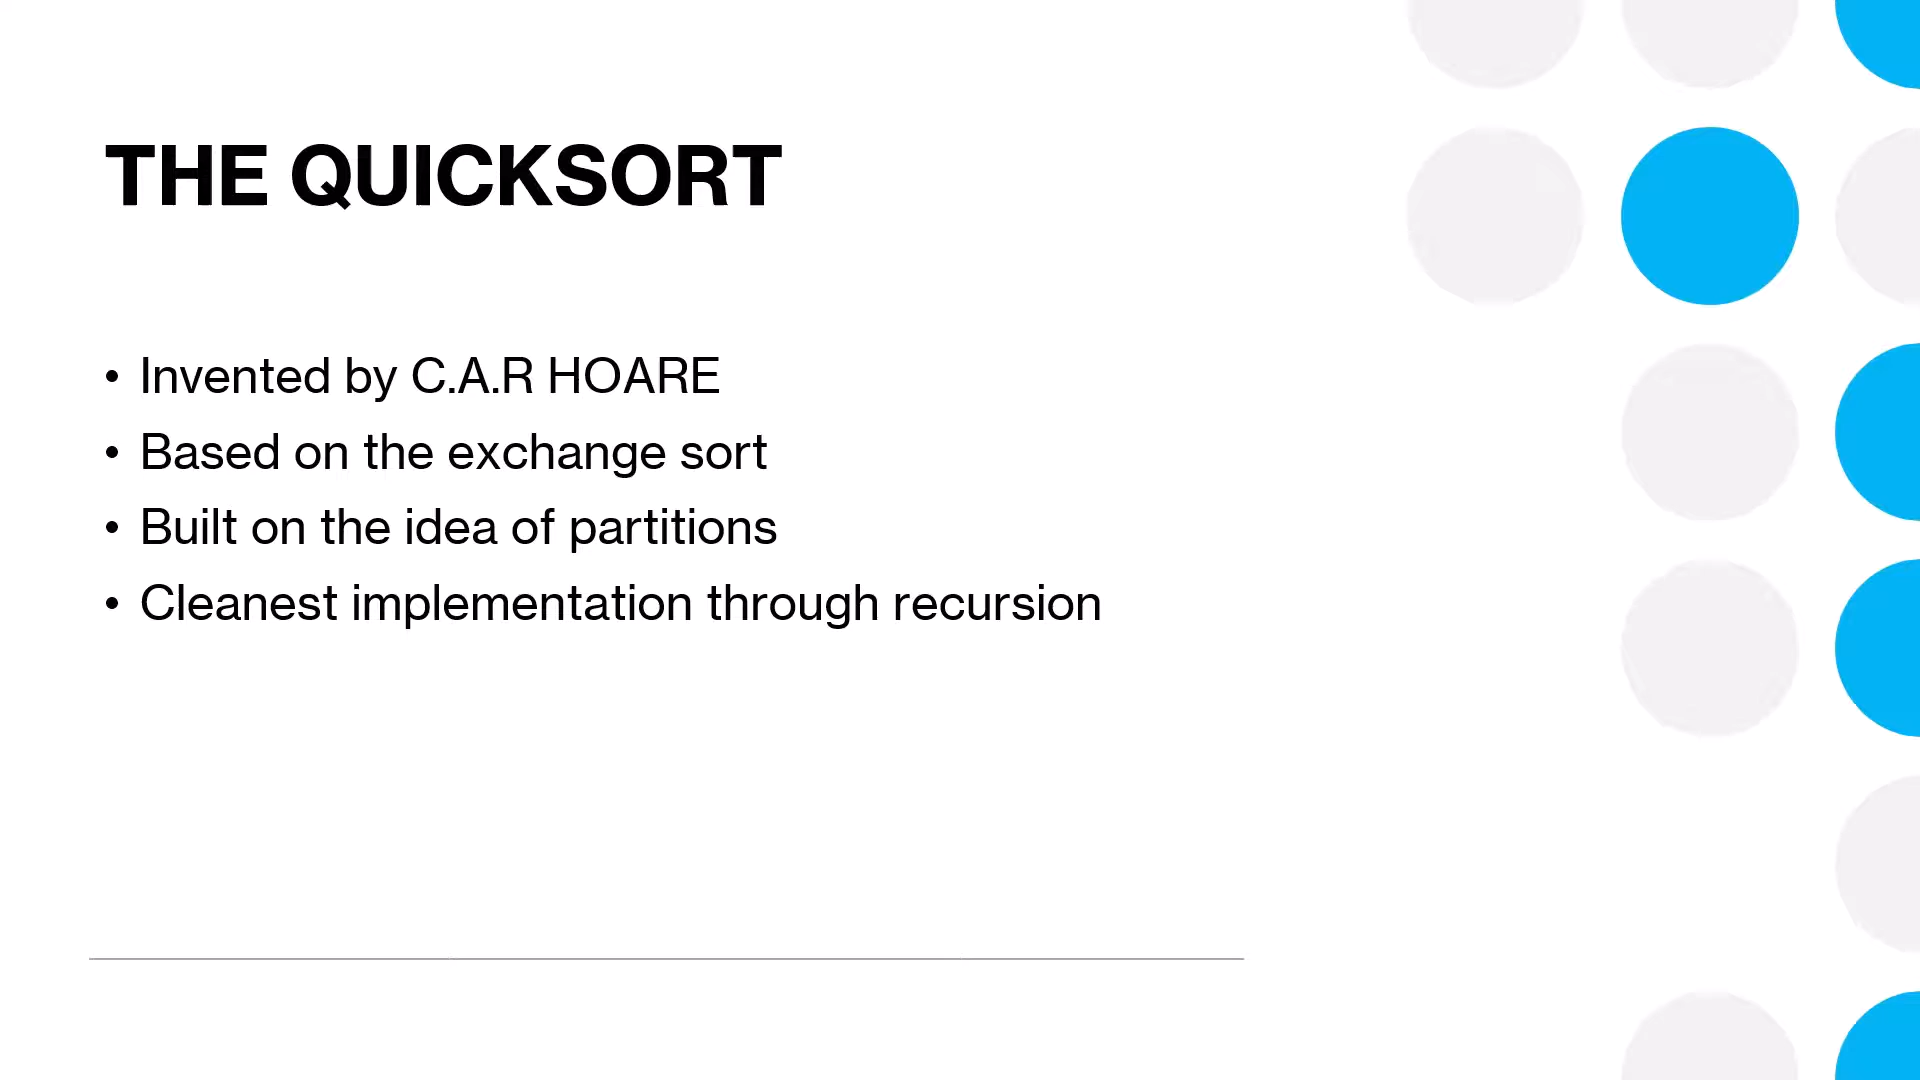 THE QUICKSORT
• Invented by C.A.R HOARE
• Based on the exchange sort
• Built on the idea of partitions
• Cleanest implementation through recursion